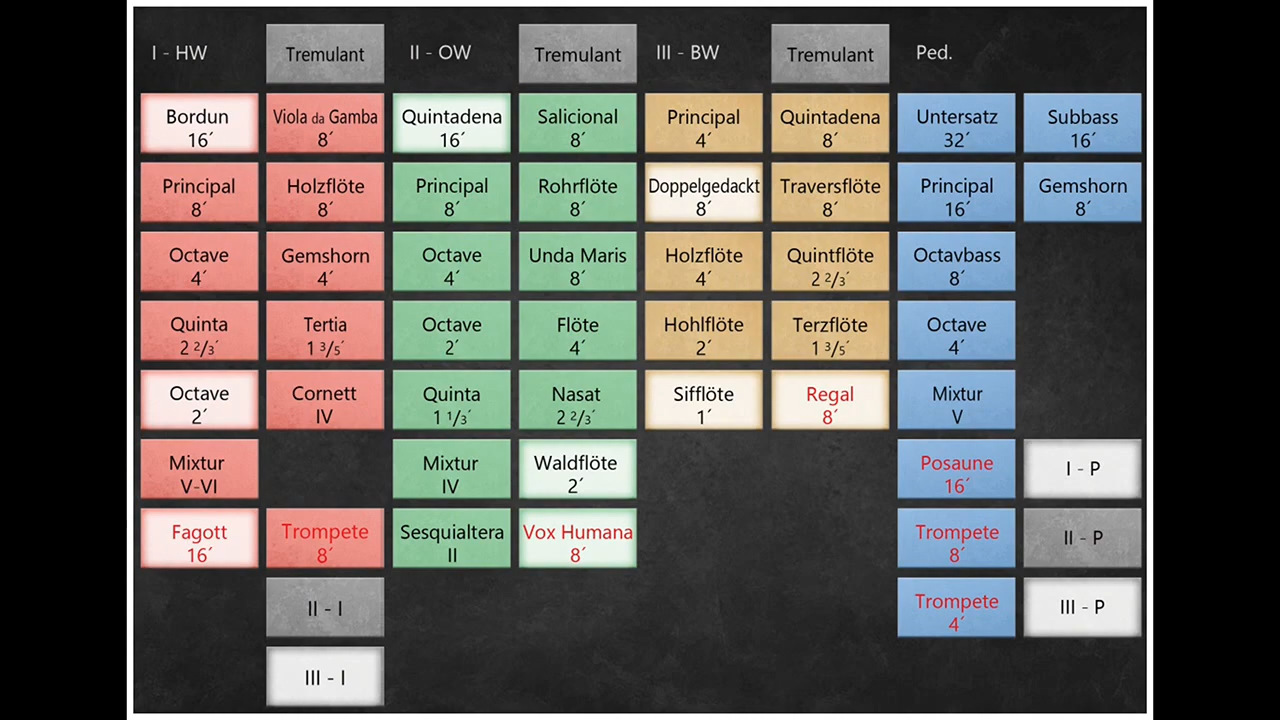 I - HW
Tremulant
II - OW
Tremulant
III - BW
Tremulant
Ped.
Bordun
16´
Viola da Gamba
8´
Quintadena
16´
Salicional
8´
Principal
4´
Quintadena
8´
Untersatz
32´
Subbass
16´
Principal
8´
Holzflöte
8´
Principal
8´
Rohrflöte
8´
Doppelgedackt
8´
Traversflöte
8´
Principal
16´
Gemshorn
8´
Octave
4´
Gemshorn
4´
Octave
4´
Unda Maris
8´
Holzflöte
4´
Quintflöte
2 2/3´
Octavbass
8´
Quinta
2 2/3´
Tertia
1 3/5´
Octave
2´
Flöte
4´
Hohlflöte
2´
Terzflöte
1 3/5´
Octave
4´
Octave
2´
Cornett
IV
Quinta
1 1/3´
Nasat
2 2/3´
Sifflöte
1´
Regal
8´
Mixtur
V
Mixtur
V-VI
Mixtur
IV
Waldflöte
2´
Posaune
16´
I - P
Fagott
16´
Trompete
8´
Sesquialtera
II
Vox Humana
8´
Trompete
8´
II - P
II - I
Trompete
4´
III - P
III - I